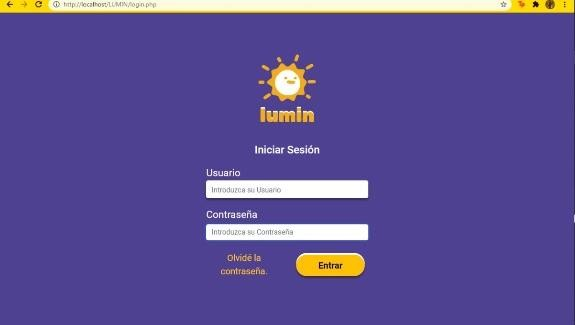 http://localhost/LUMIN/login.php
lumin
Iniciar Sesión
Usuario
Introduzca su Usuario
Contraseña
Introduzca su Contraseña
Olvidé la
contraseña.
Entrar